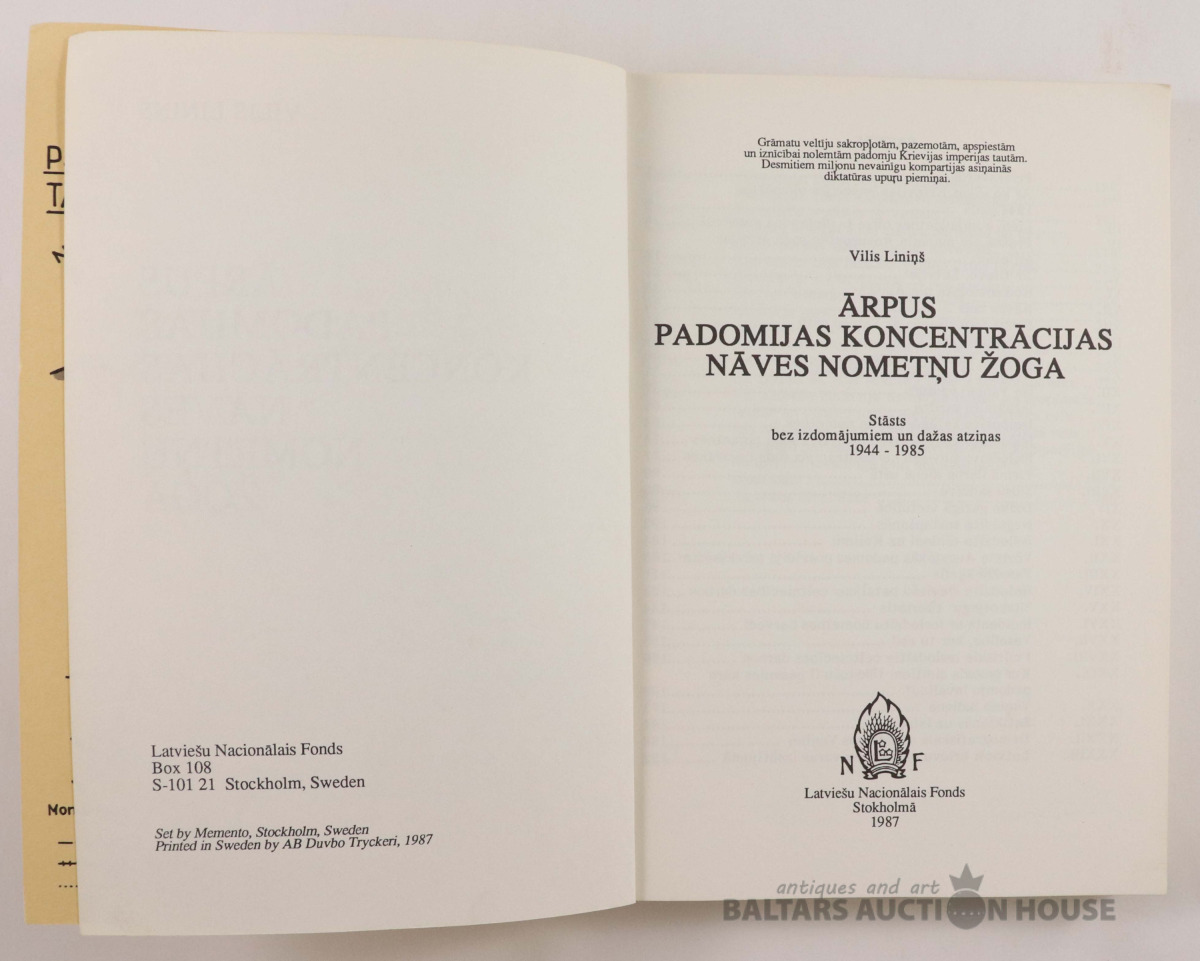 P
TA
Non
Latviešu Nacionālais Fonds
Box 108
S-101 21 Stockholm, Sweden
Set by Memento, Stockholm, Sweden
Printed in Sweden by AB Duvbo Tryckeri, 1987
Grāmatu veltīju sakropļotām, pazemotām, apspiestām
un iznīcībai nolemtām padomju Krievijas impērijas tautām.
Desmitiem miljonu nevainīgu kompartijas asiņainās
diktatūras upuŗu piemiņai.
Vilis Liniņš
ĀRPUS
PADOMIJAS KONCENTRĀCIJAS
NĀVES NOMETŅU ŽOGA
Stāsts
bez izdomājumiem un dažas atziņas
1944 - 1985
N F
Latviešu Nacionālais Fonds
Stokholmā
1987
antiques and art
BALTARS AUCTION HOUSE